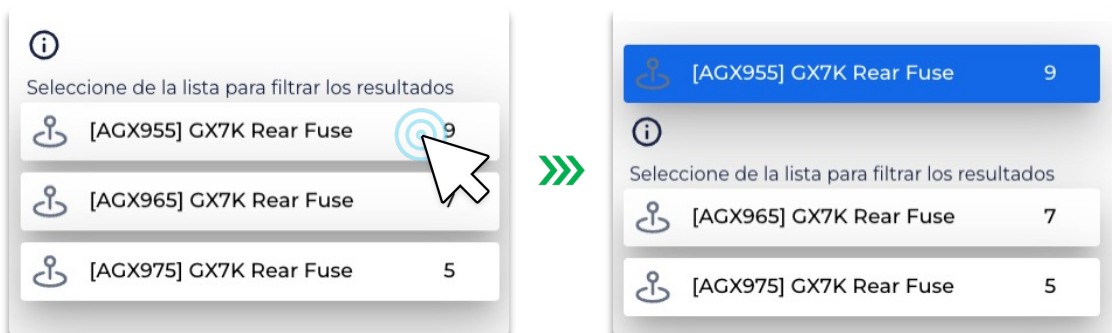 Seleccione de la lista para filtrar los resultados
[AGX955] GX7K Rear Fuse 9
[AGX965] GX7K Rear Fuse 7
[AGX975] GX7K Rear Fuse 5
[AGX955] GX7K Rear Fuse 9
Seleccione de la lista para filtrar los resultados
[AGX965] GX7K Rear Fuse 7
[AGX975] GX7K Rear Fuse 5